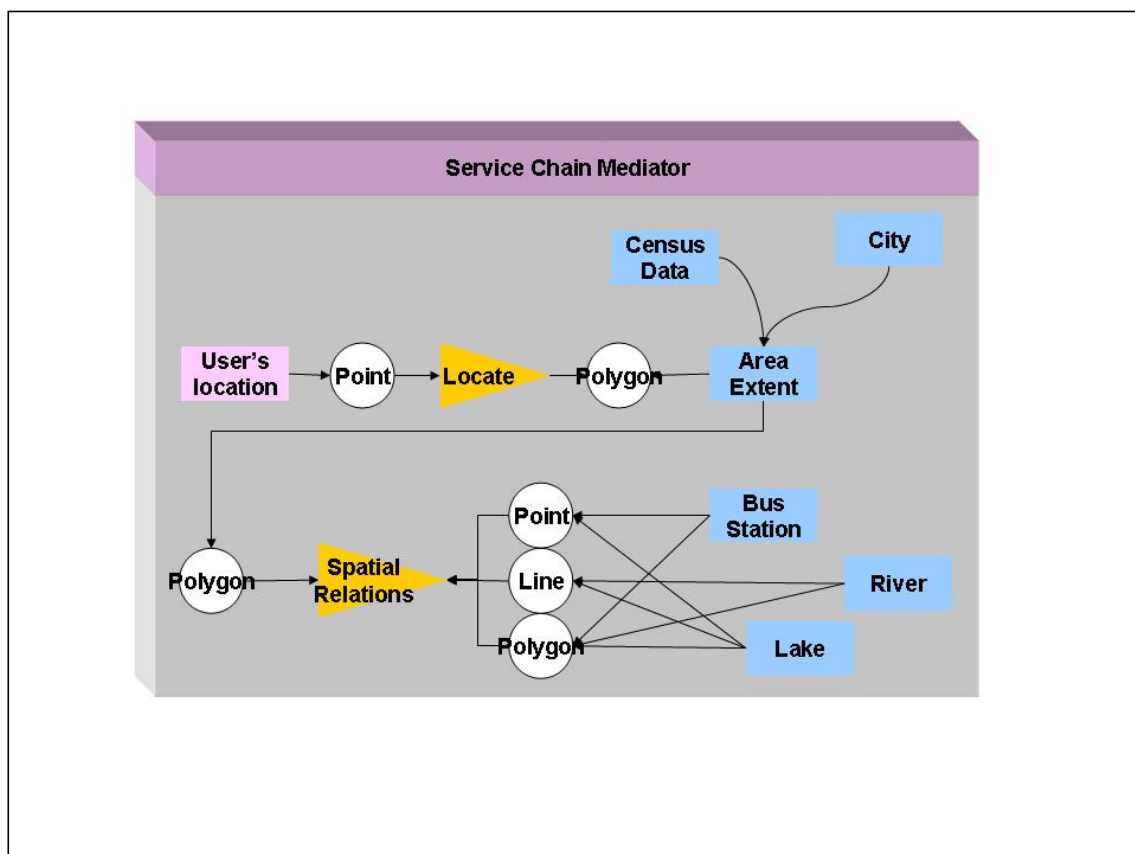 Service Chain Mediator
Census
Data
City
User's
location
Point
Locate
Polygon
Area
Extent
Point
Bus
Station
Polygon
Spatial
Relations
Line
River
Polygon
Lake